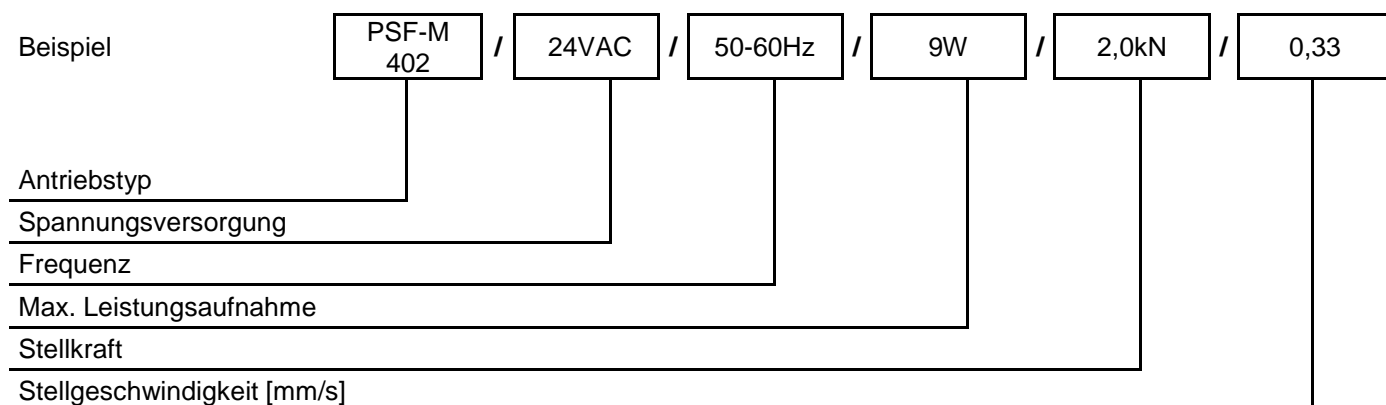 Beispiel PSF-M 402 / 24VAC / 50-60Hz / 9W / 2,0kN / 0,33
Antriebstyp
Spannungsversorgung
Frequenz
Max. Leistungsaufnahme
Stellkraft
Stellgeschwindigkeit [mm/s]